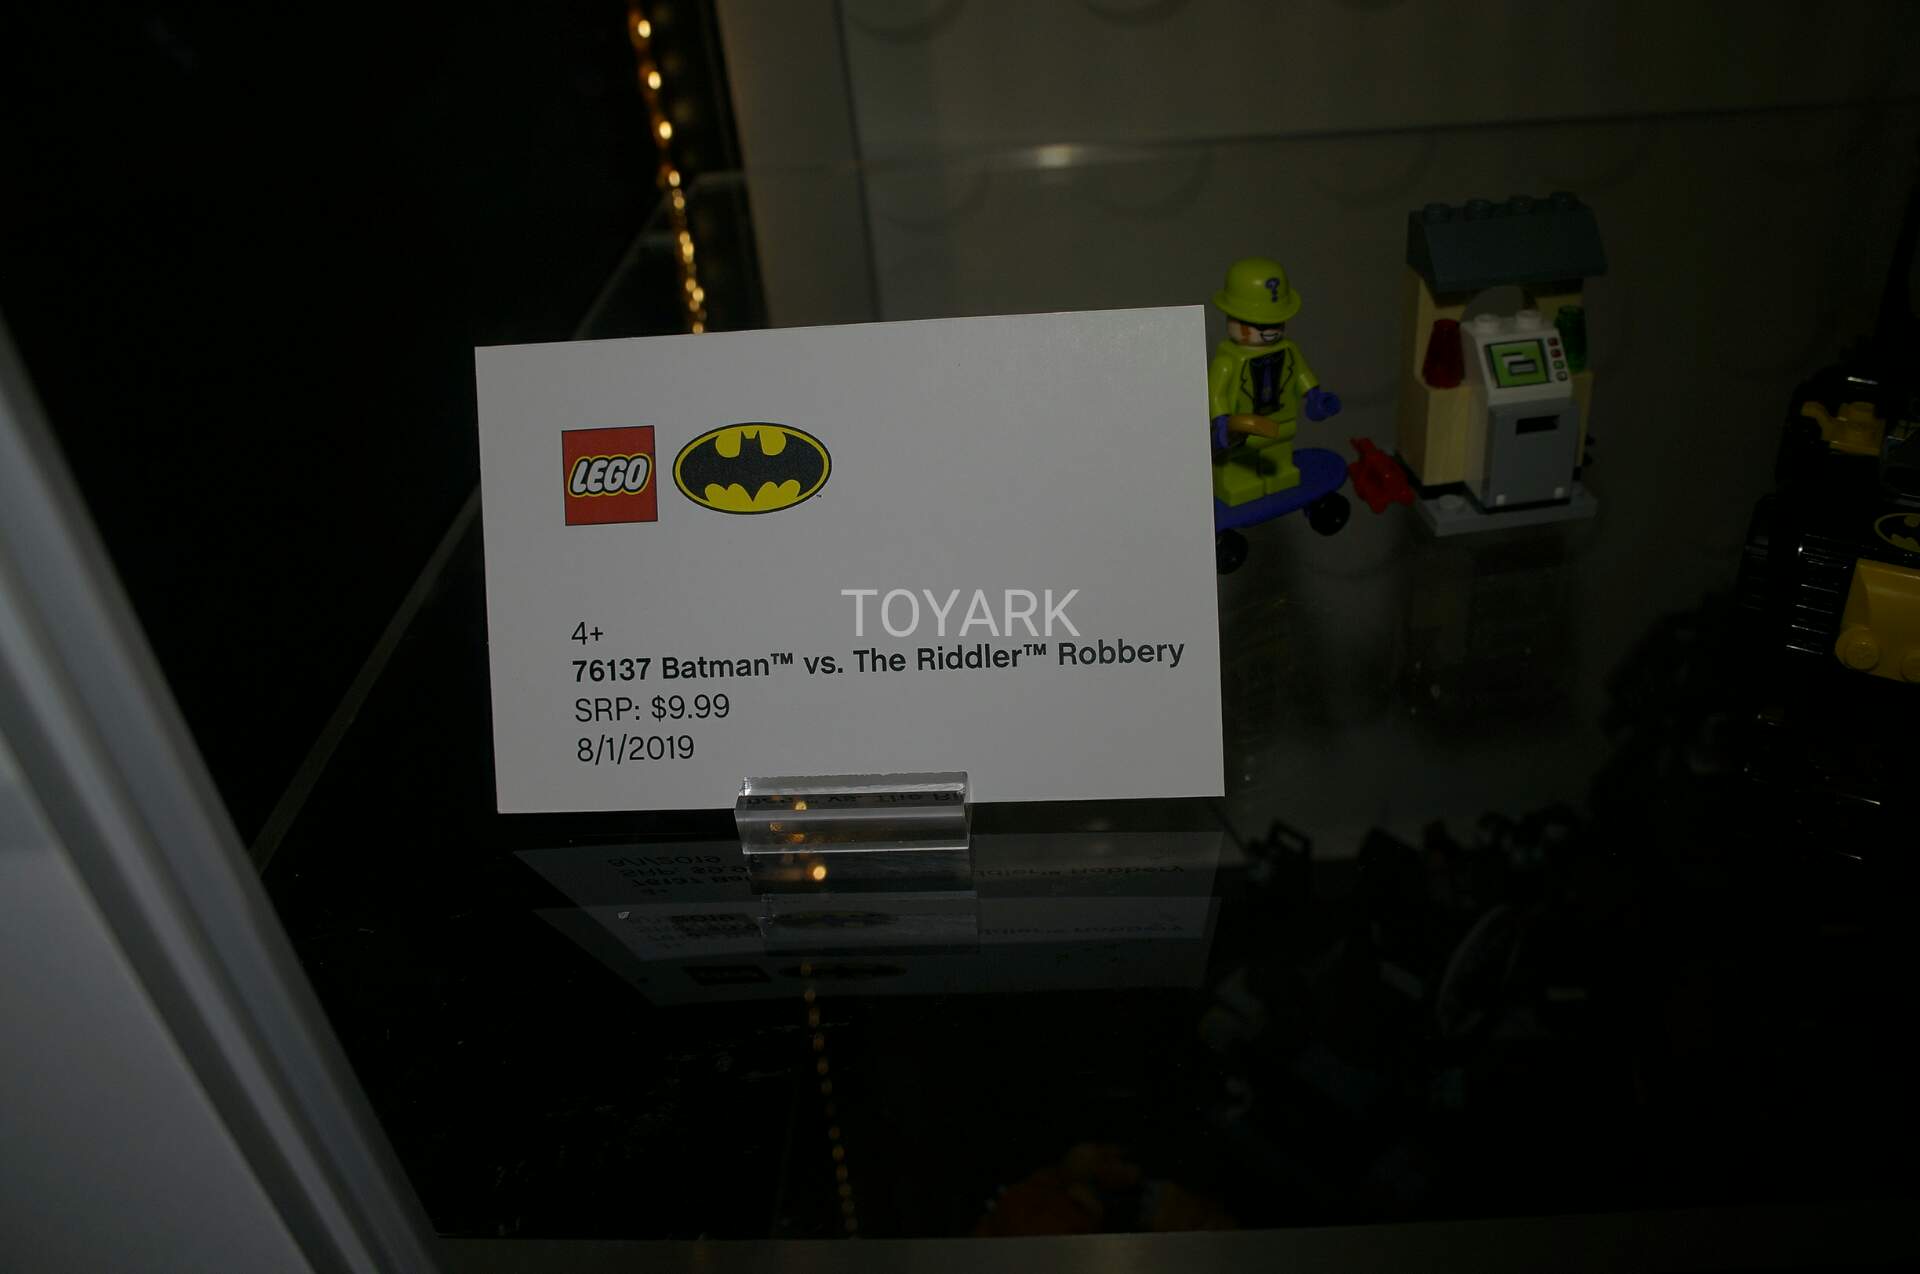 LEGO
TOYARK
4+
76137 Batman™ vs. The Riddler™ Robbery
SRP: $9.99
8/1/2019